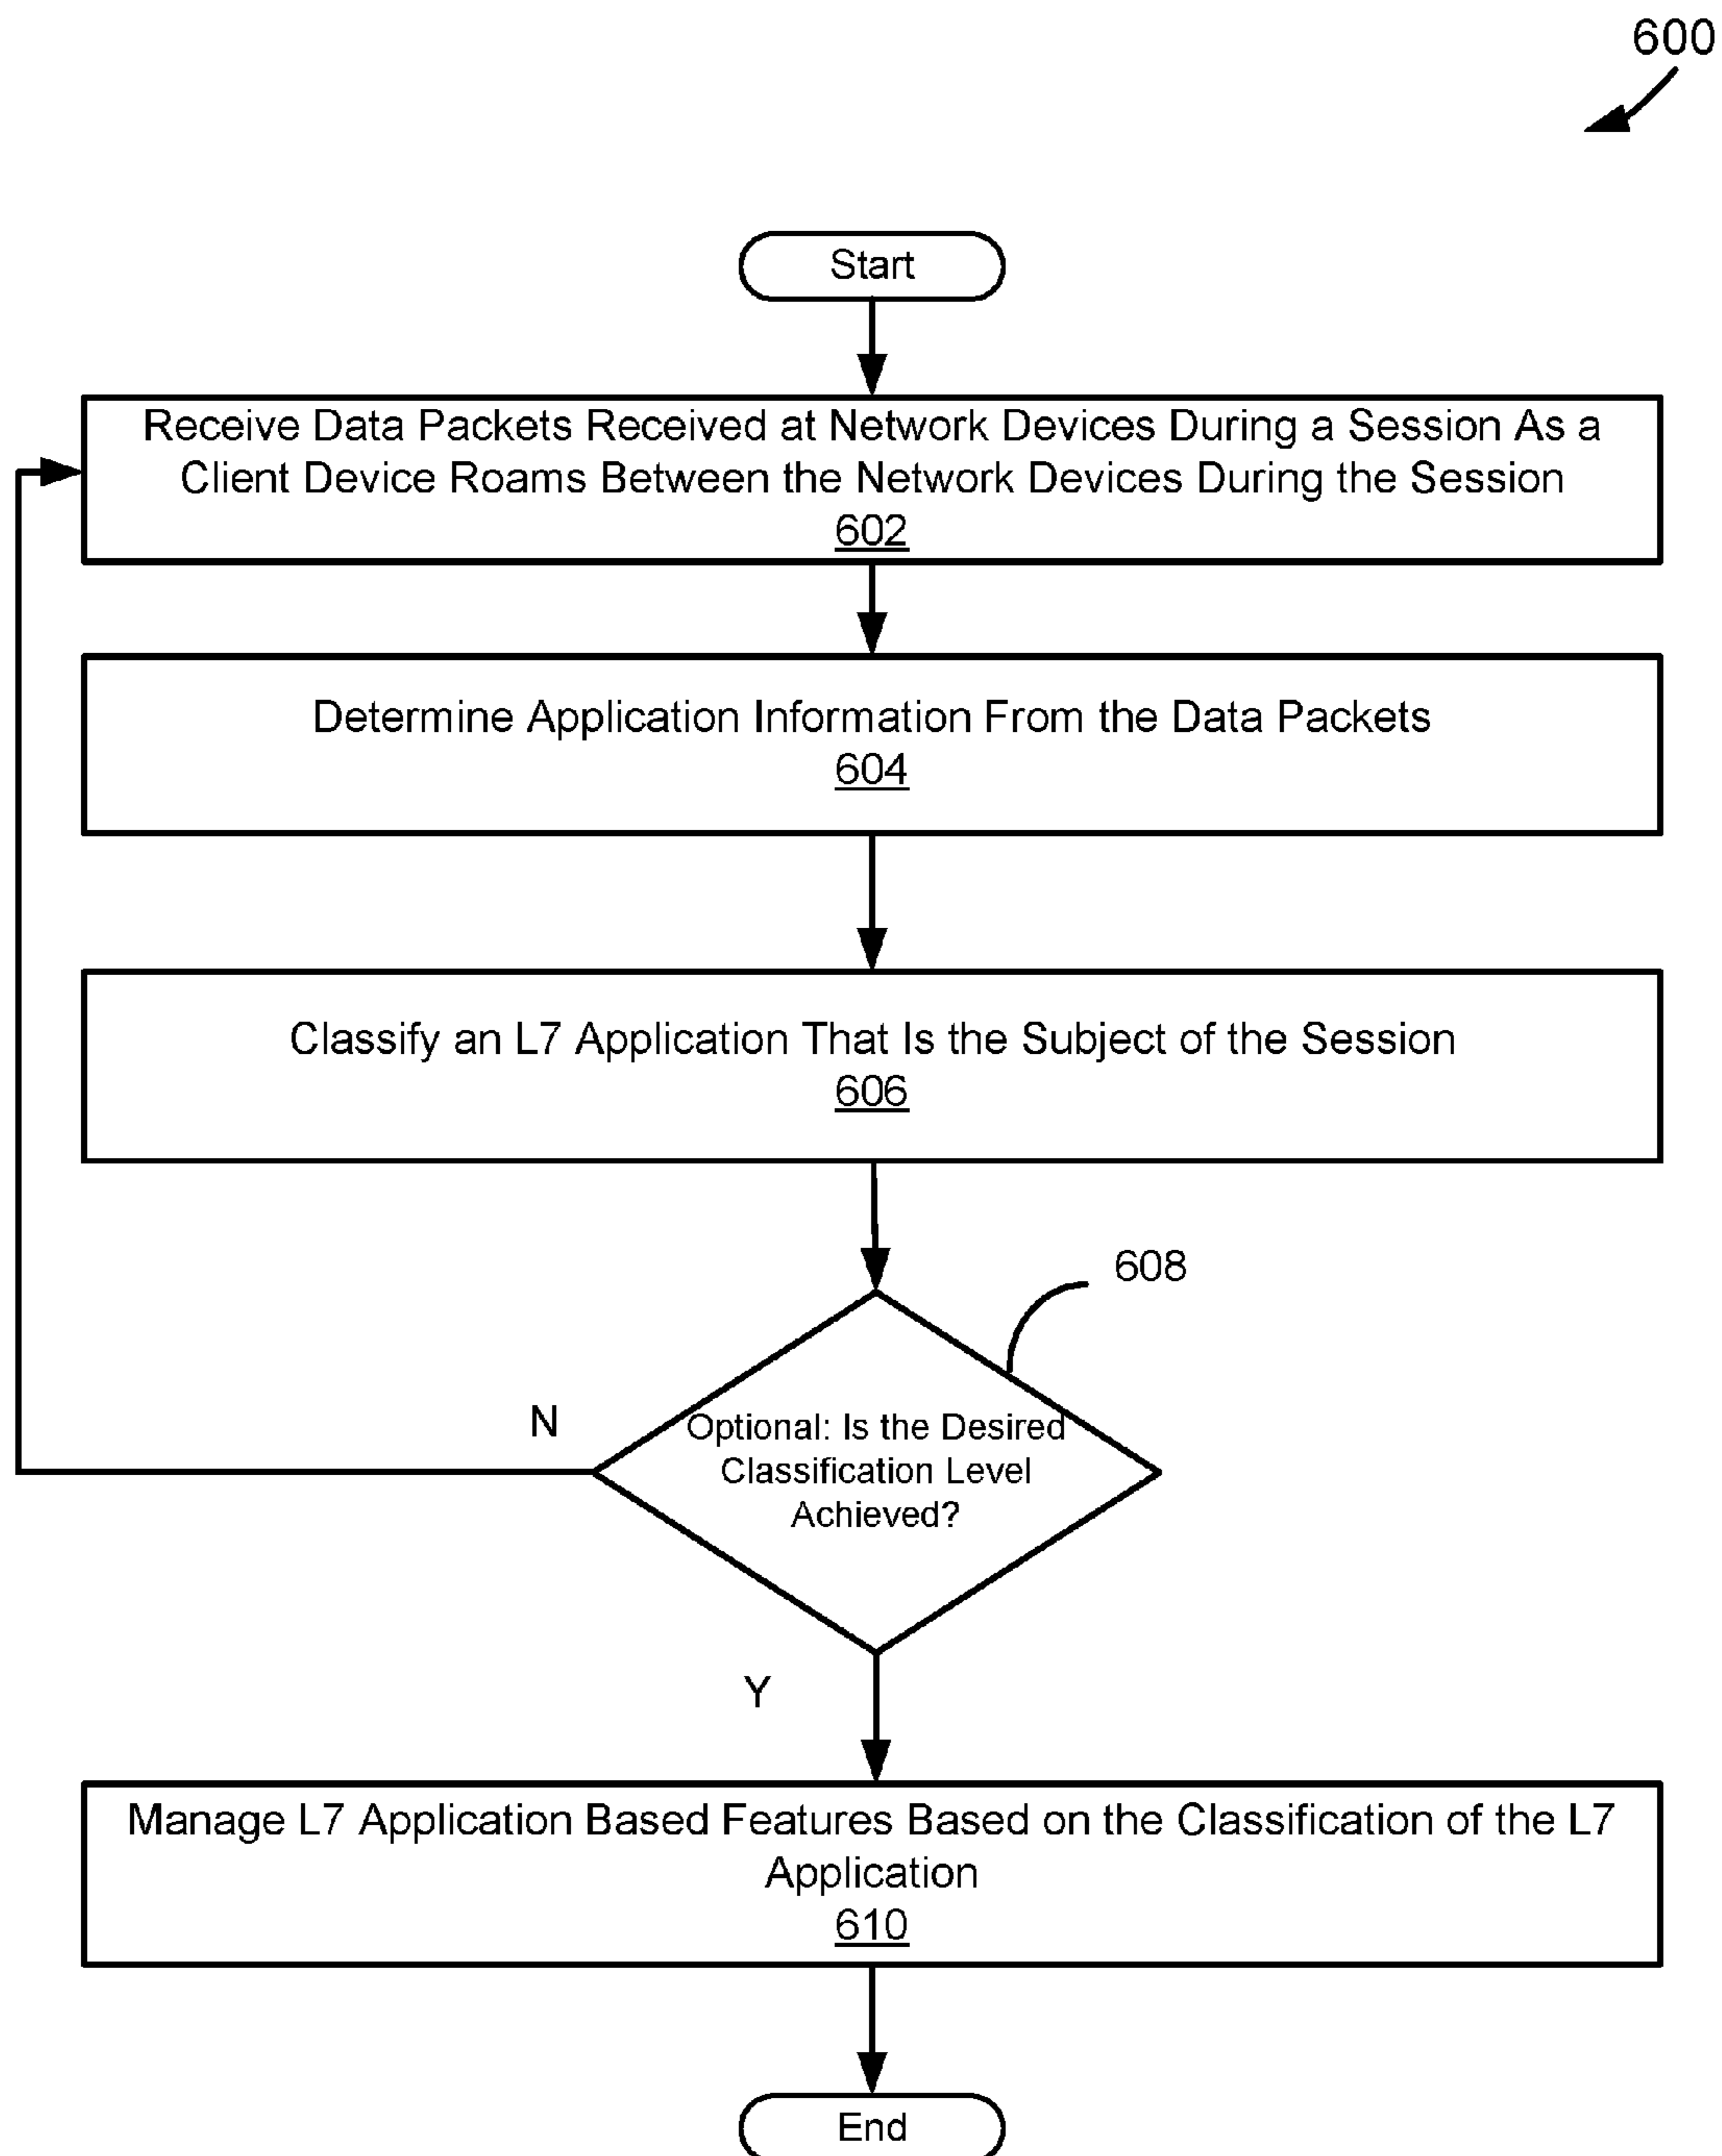 600
Start
Receive Data Packets Received at Network Devices During a Session As a
Client Device Roams Between the Network Devices During the Session
602
Determine Application Information From the Data Packets
604
Classify an L7 Application That Is the Subject of the Session
606
608
N
Optional: Is the Desired
Classification Level
Achieved?
Y
Manage L7 Application Based Features Based on the Classification of the L7
Application
610
End